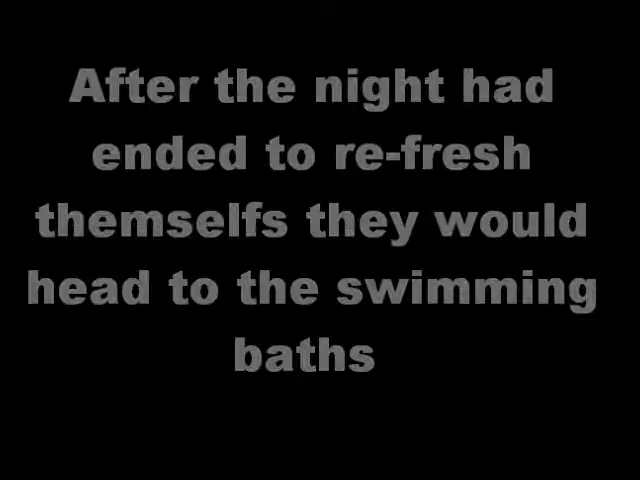 After the night had
ended to re-fresh
themselfs they would
head to the swimming
baths